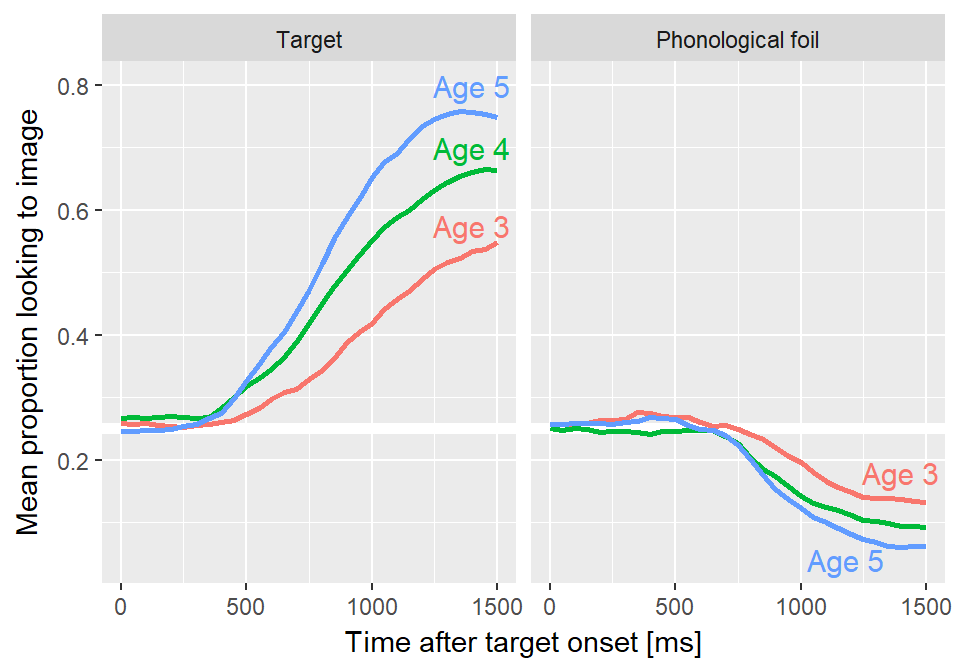 Target
Phonological foil
Mean proportion looking to image
0.8
0.6
0.4
0.2
Age 5
Age 4
Age 3
Age 3
Age 5
0 500 1000 1500
0 500 1000 1500
Time after target onset [ms]